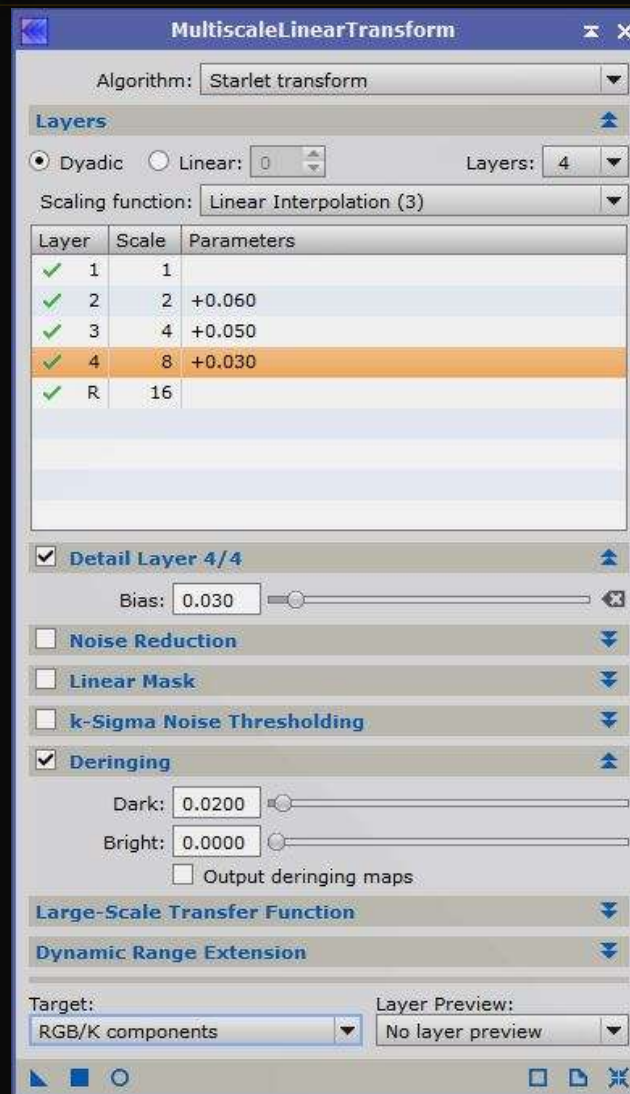 MultiscaleLinearTransform
Algorithm: Starlet transform
Layers
Dyadic Linear: 0 Layers: 4
Scaling function: Linear Interpolation (3)
Layer Scale Parameters
1 1
2 2 +0.060
3 4 +0.050
4 8 +0.030
R 16
Detail Layer 4/4
Bias: 0.030
Noise Reduction
Linear Mask
k-Sigma Noise Thresholding
Deringing
Dark: 0.0200
Bright: 0.0000
Output deringing maps
Large-Scale Transfer Function
Dynamic Range Extension
Target: Layer Preview:
RGB/K components No layer preview